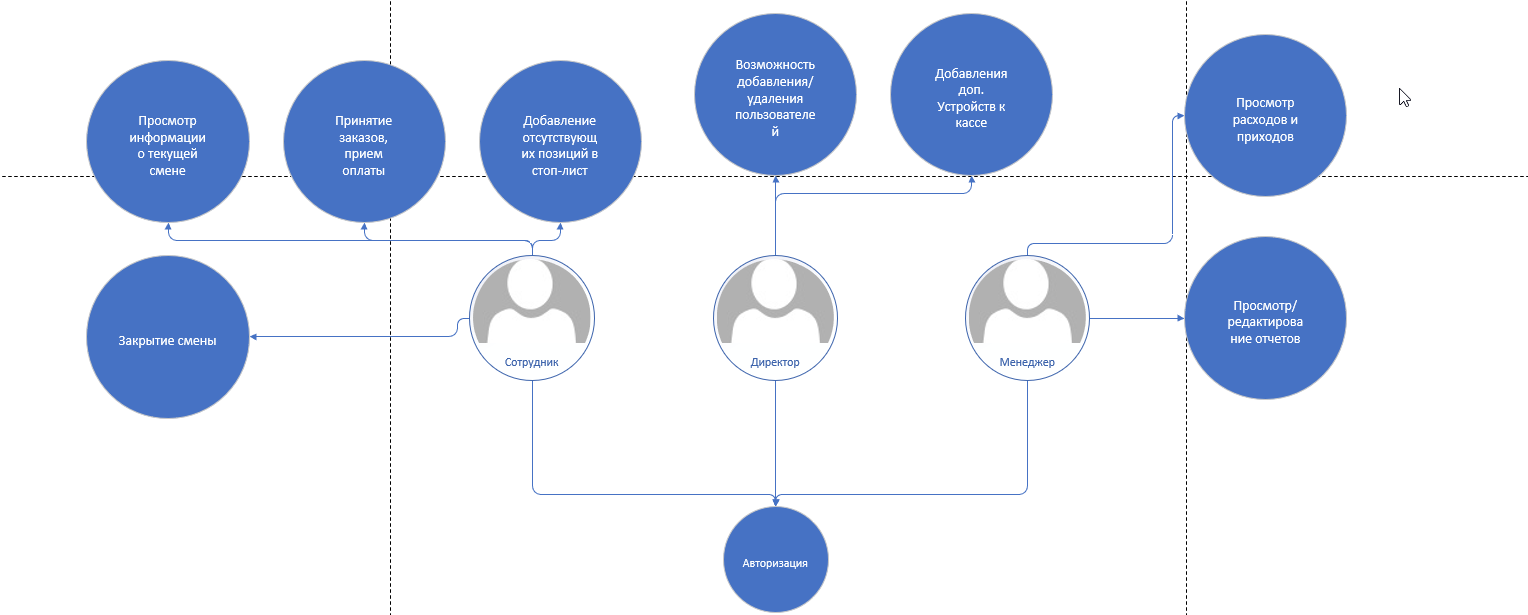 Просмотр
информации
о текущей
смене
Принятие
заказов,
прием
оплаты
Добавление
отсутствующ
их позиций в
стоп-лист
Возможность
добавления/
удаления
пользователе
й
Добавления
доп.
Устройств к
кассе
Просмотр
расходов и
приходов
Закрытие смены
Сотрудник
Директор
Менеджер
Просмотр/
редактирова
ние отчетов
Авторизация